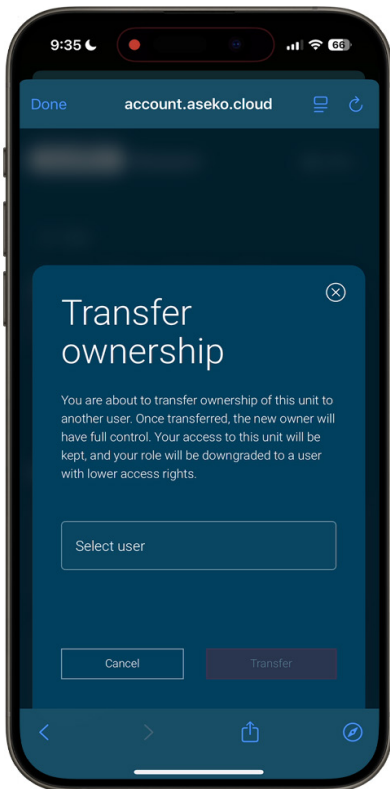 9:35
66
Done
account.aseko.cloud
Transfer
ownership
You are about to transfer ownership of this unit to
another user. Once transferred, the new owner will
have full control. Your access to this unit will be
kept, and your role will be downgraded to a user
with lower access rights.
Select user
Cancel
Transfer